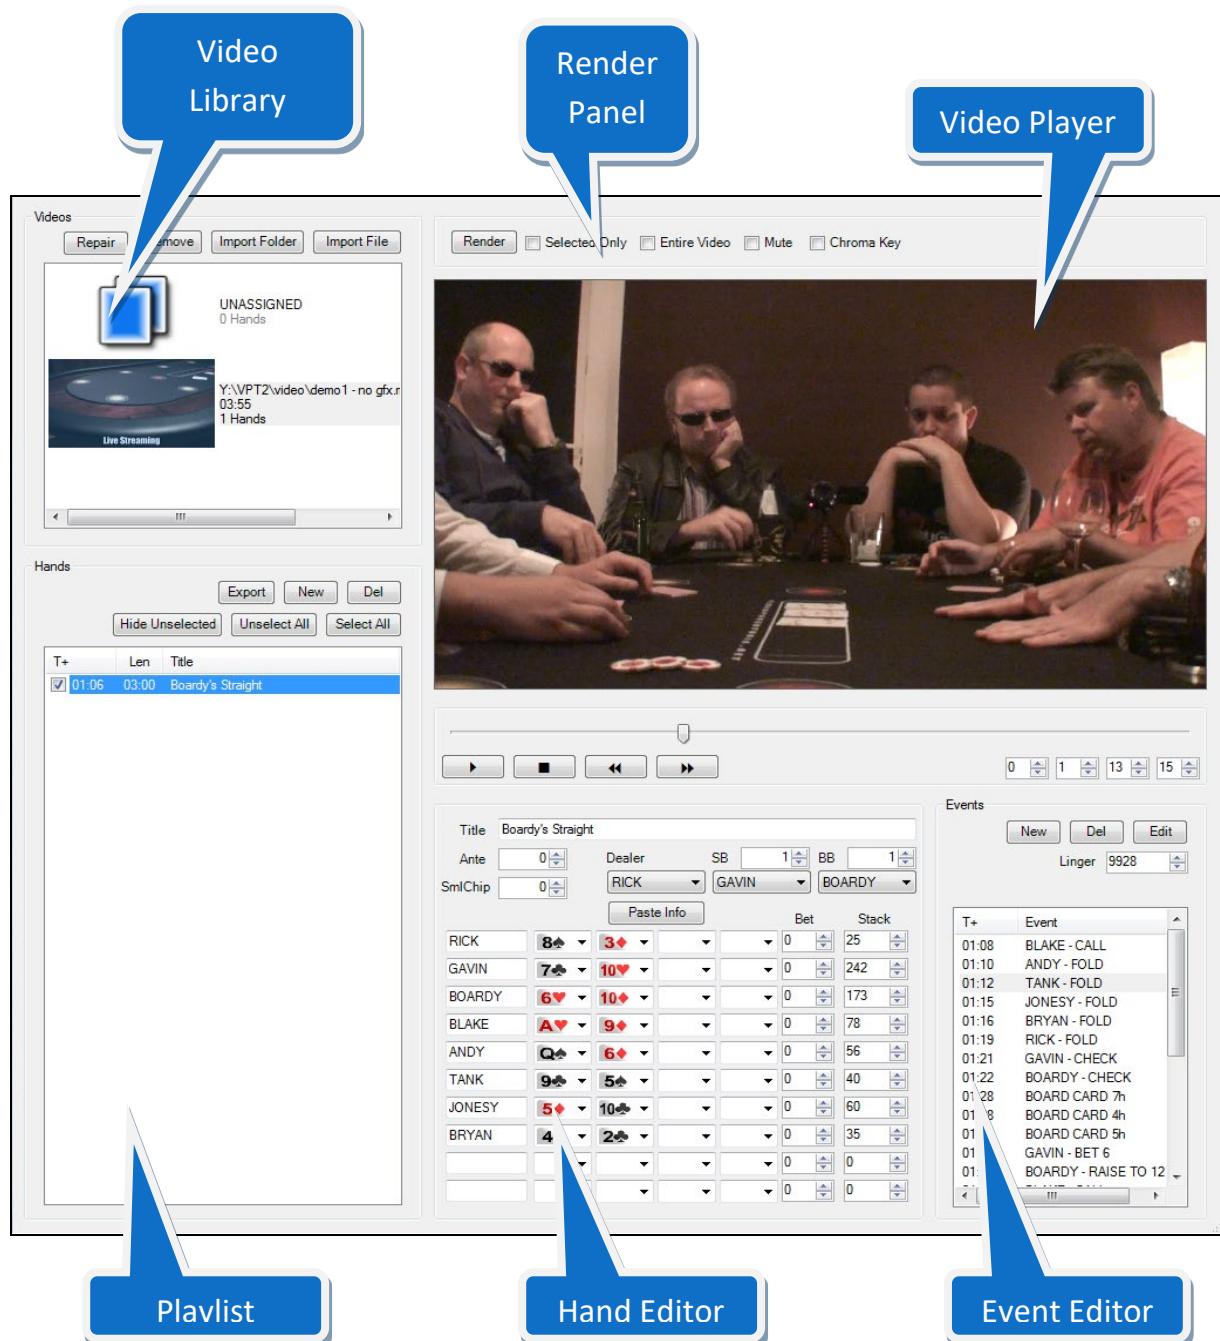 Video
Library
Render
Panel
Video Player
Videos
Repair
Import Folder
Import File
Render
Selected Only
Entire Video
Mute
Chroma Key
UNASSIGNED
0 Hands
Y:\VPT2\video\demo1 - no gfx.
03:55
1 Hands
Live Streaming
Hands
Export New Del
Hide Unselected Unselect All Select All
T+ Len Title
01:06 03:00 Boardy's Straight
0 1 13 15
Title Boardy's Straight
Ante 0 Dealer SB 1 BB 1
SmlChip 0 RICK GAVIN BOARDY
Paste Info Bet Stack
RICK 8♠ 3♦ 0 25
GAVIN 7♣ 10♥ 0 242
BOARDY 6♥ 10♦ 0 173
BLAKE A♥ 9♦ 0 78
ANDY Q♠ 6♦ 0 56
TANK 9♣ 5♠ 0 40
JONESY 5♦ 10♣ 0 60
BRYAN 4 2♣ 0 35
0 0
0 0
Events
New Del Edit
Linger 9928
T+ Event
01:08 BLAKE - CALL
01:10 ANDY - FOLD
01:12 TANK - FOLD
01:15 JONESY - FOLD
01:16 BRYAN - FOLD
01:19 RICK - FOLD
01:21 GAVIN - CHECK
01:22 BOARDY - CHECK
01:28 BOARD CARD 7h
BOARD CARD 4h
BOARD CARD 5h
GAVIN - BET 6
BOARDY - RAISE TO 12
Playlist
Hand Editor
Event Editor